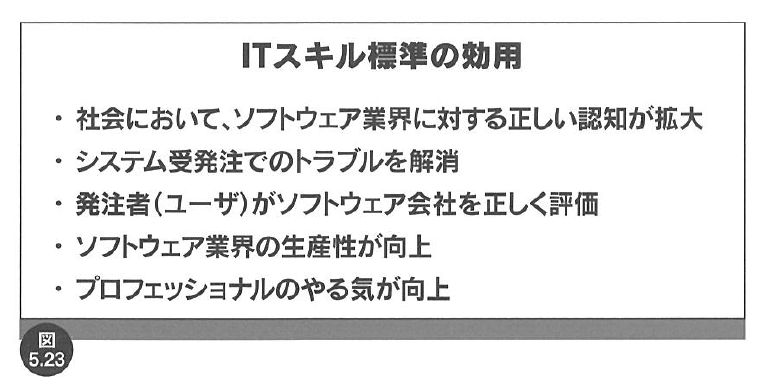 ITスキル標準の効用
・ 社会において、ソフトウェア業界に対する正しい認知が拡大
・ システム受発注でのトラブルを解消
・ 発注者(ユーザ)がソフトウェア会社を正しく評価
・ ソフトウェア業界の生産性が向上
・ プロフェッショナルのやる気が向上
図
5.23